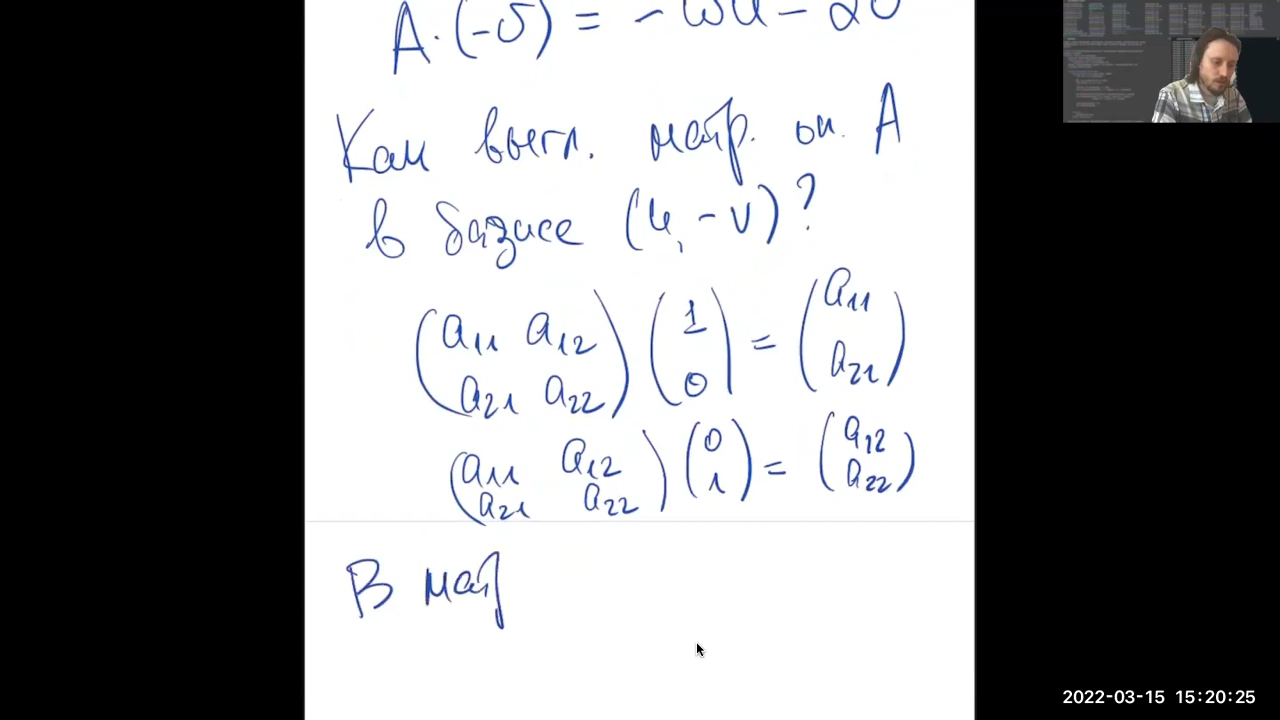 A·(-v) = -ωu - αv
Как выгл. матр. оп. A
в базисе (u, -v)?
(a11 a12
a21 a22) (1
0) = (a11
a21)
(a11 a12
a21 a22) (0
1) = (a12
a22)
В мат
2022-03-15 15:20:25